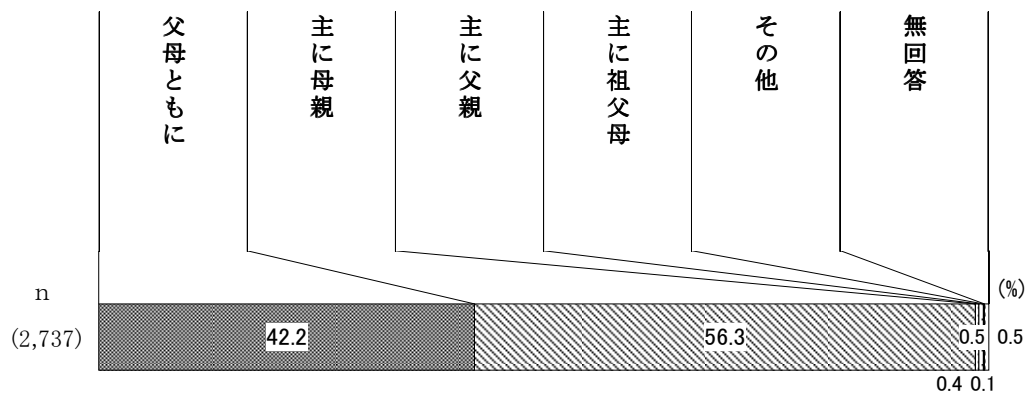 父母ともに
主に母親
主に父親
主に祖父母
その他
無回答
(%)
n
(2,737)
42.2
56.3
0.5
0.5
0.4
0.1